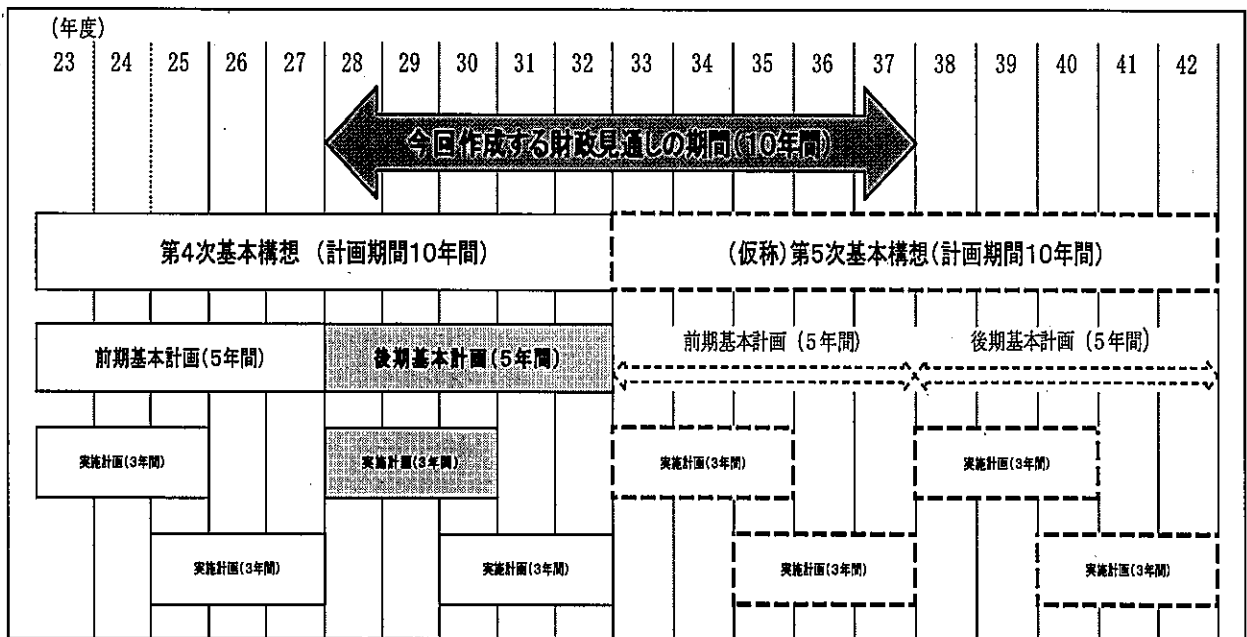 (年度)
23 24 25 26 27 28 29 30 31 32 33 34 35 36 37 38 39 40 41 42
今回作成する財政見通しの期間(10年間)
第4次基本構想 (計画期間10年間) (仮称)第5次基本構想(計画期間10年間)
前期基本計画(5年間) 後期基本計画(5年間) 前期基本計画(5年間) 後期基本計画(5年間)
実施計画(3年間) 実施計画(3年間) 実施計画(3年間) 実施計画(3年間)
実施計画(3年間) 実施計画(3年間) 実施計画(3年間) 実施計画(3年間)